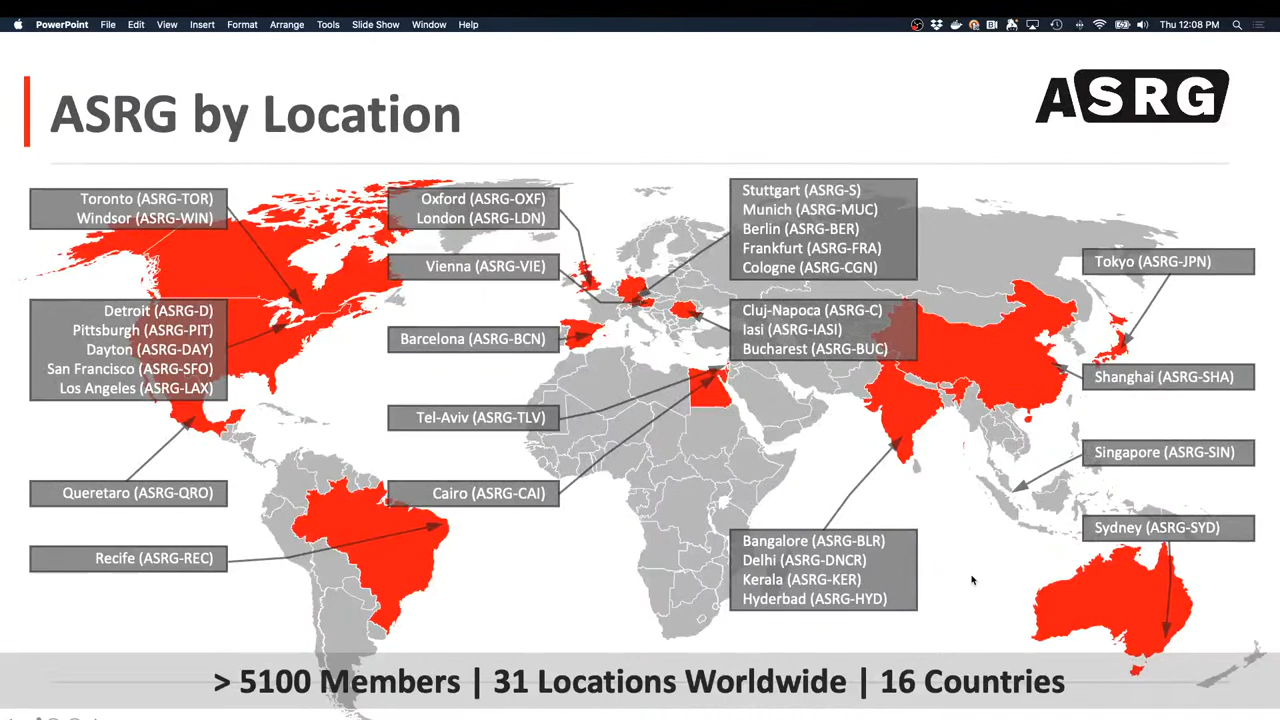 PowerPoint File Edit View Insert Format Arrange Tools Slide Show Window Help Thu 12:08 PM
ASRG by Location
ASRG
Toronto (ASRG-TOR)
Windsor (ASRG-WIN)
Detroit (ASRG-D)
Pittsburgh (ASRG-PIT)
Dayton (ASRG-DAY)
San Francisco (ASRG-SFO)
Los Angeles (ASRG-LAX)
Queretaro (ASRG-QRO)
Recife (ASRG-REC)
Oxford (ASRG-OXF)
London (ASRG-LDN)
Vienna (ASRG-VIE)
Barcelona (ASRG-BCN)
Tel-Aviv (ASRG-TLV)
Cairo (ASRG-CAI)
Stuttgart (ASRG-S)
Munich (ASRG-MUC)
Berlin (ASRG-BER)
Frankfurt (ASRG-FRA)
Cologne (ASRG-CGN)
Cluj-Napoca (ASRG-C)
Iasi (ASRG-IASI)
Bucharest (ASRG-BUC)
Bangalore (ASRG-BLR)
Delhi (ASRG-DNCR)
Kerala (ASRG-KER)
Hyderbad (ASRG-HYD)
Tokyo (ASRG-JPN)
Shanghai (ASRG-SHA)
Singapore (ASRG-SIN)
Sydney (ASRG-SYD)
> 5100 Members | 31 Locations Worldwide | 16 Countries